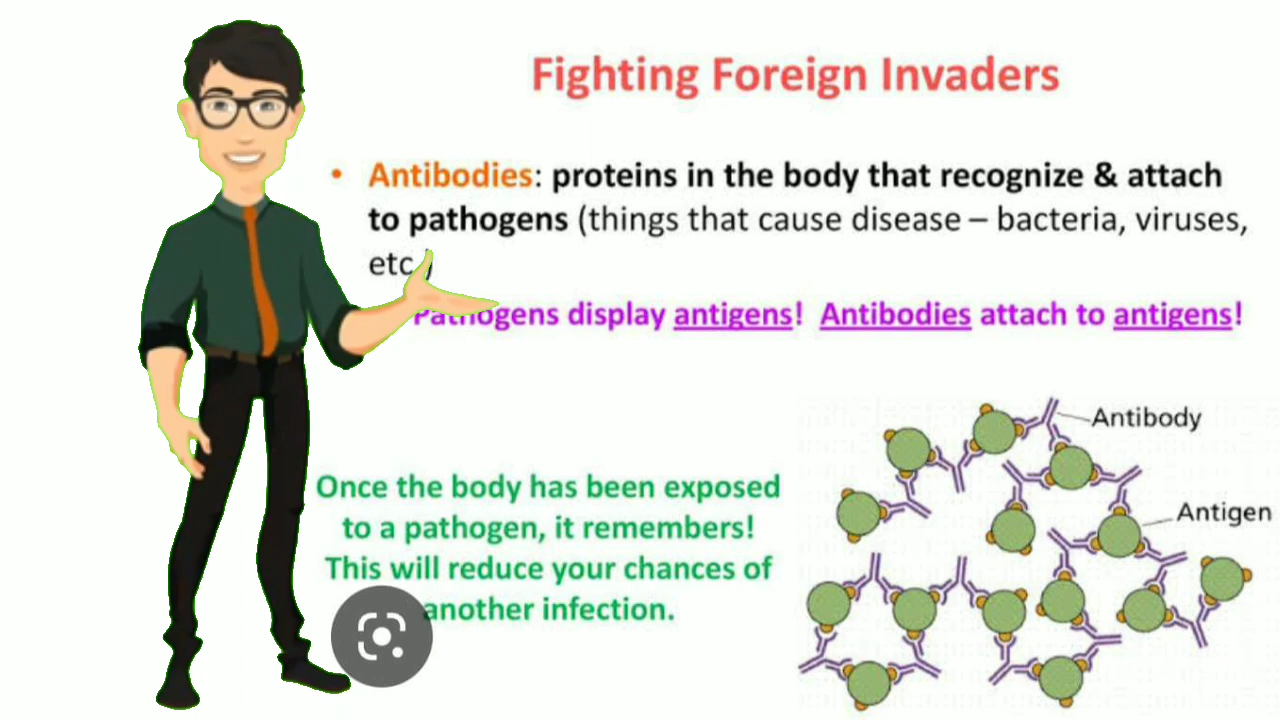 Fighting Foreign Invaders
• Antibodies: proteins in the body that recognize & attach
to pathogens (things that cause disease – bacteria, viruses,
etc.)
Pathogens display antigens! Antibodies attach to antigens!
Antibody
Antigen
Once the body has been exposed
to a pathogen, it remembers!
This will reduce your chances of
another infection.